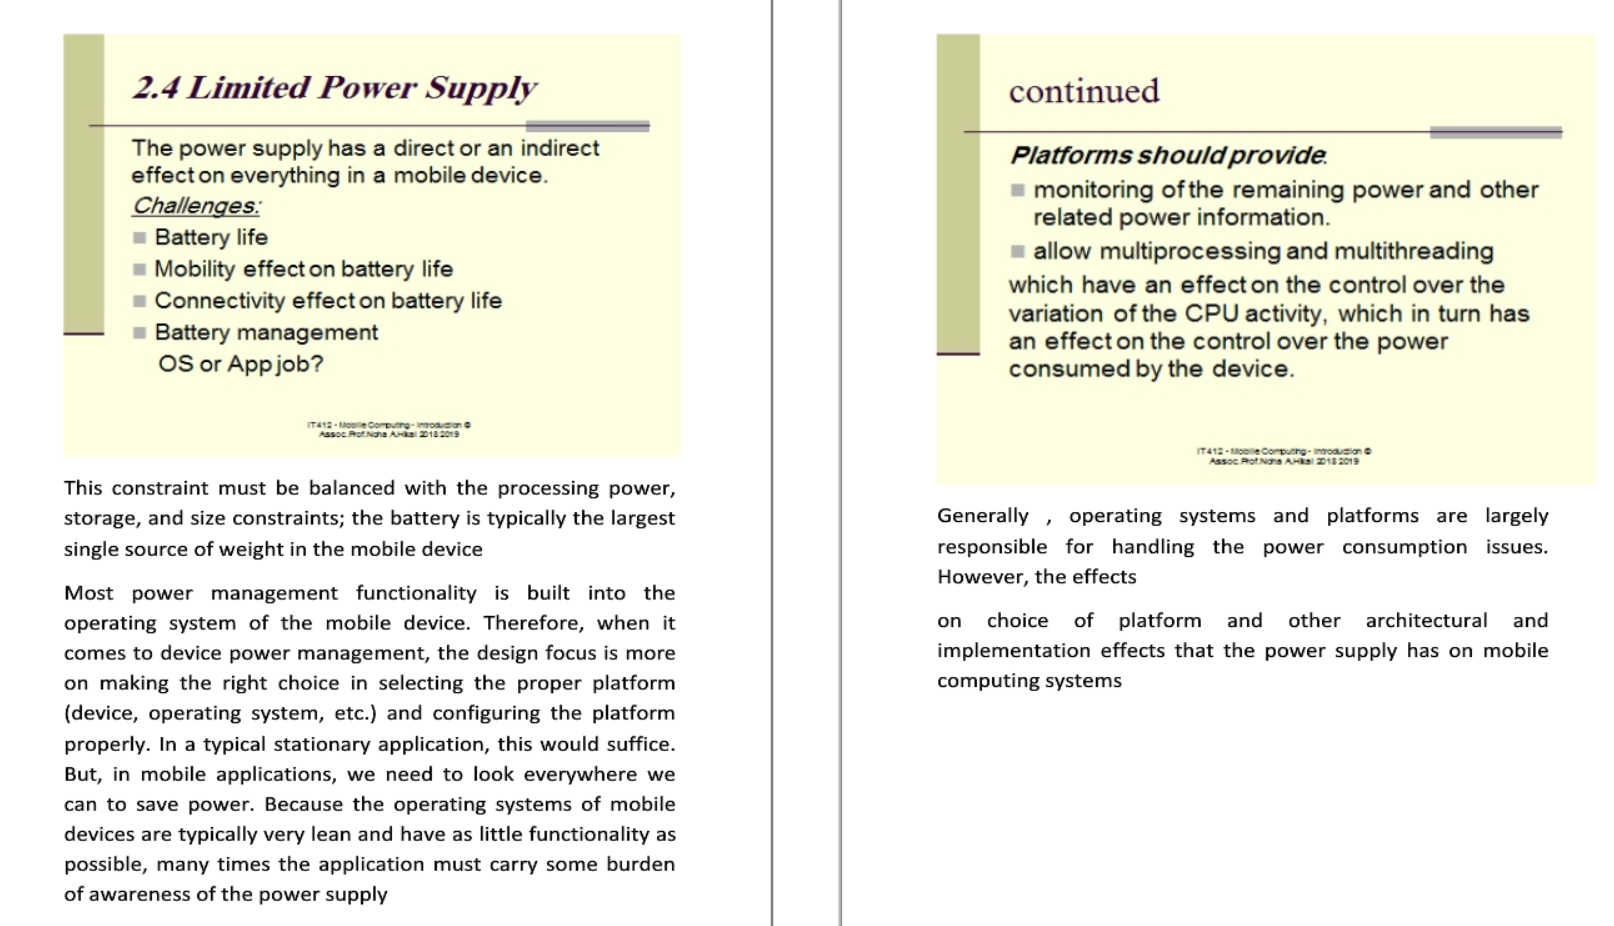 2.4 Limited Power Supply
The power supply has a direct or an indirect
effect on everything in a mobile device.
Challenges:
Battery life
Mobility effect on battery life
Connectivity effect on battery life
Battery management
OS or App job?
IT412 - Mobile Computing - Introduction ©
Assoc.Prof.Noha A.Hikal 2018 2019
This constraint must be balanced with the processing power,
storage, and size constraints; the battery is typically the largest
single source of weight in the mobile device
Most power management functionality is built into the
operating system of the mobile device. Therefore, when it
comes to device power management, the design focus is more
on making the right choice in selecting the proper platform
(device, operating system, etc.) and configuring the platform
properly. In a typical stationary application, this would suffice.
But, in mobile applications, we need to look everywhere we
can to save power. Because the operating systems of mobile
devices are typically very lean and have as little functionality as
possible, many times the application must carry some burden
of awareness of the power supply
continued
Platforms should provide:
monitoring of the remaining power and other
related power information.
allow multiprocessing and multithreading
which have an effect on the control over the
variation of the CPU activity, which in turn has
an effect on the control over the power
consumed by the device.
IT412 - Mobile Computing - Introduction ©
Assoc.Prof.Noha A.Hikal 2018 2019
Generally , operating systems and platforms are largely
responsible for handling the power consumption issues.
However, the effects
on choice of platform and other architectural and
implementation effects that the power supply has on mobile
computing systems